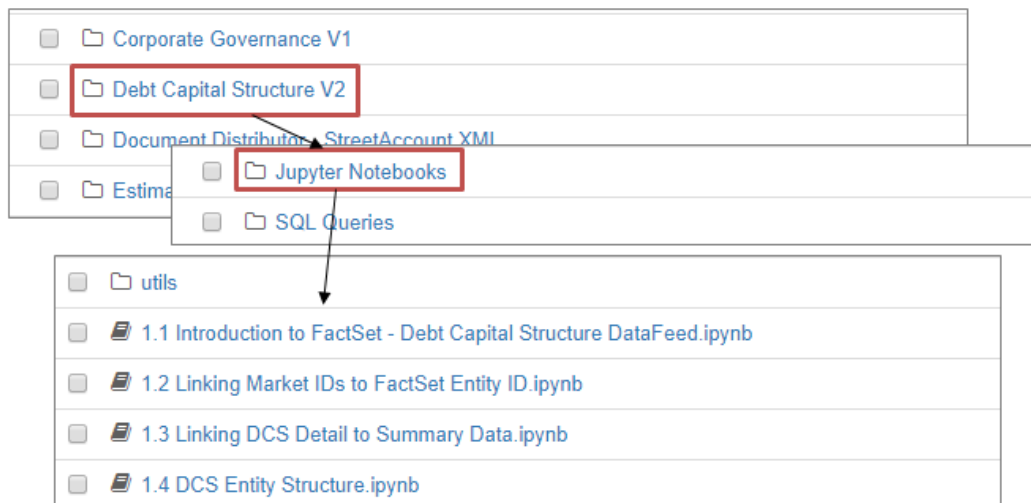 Corporate Governance V1
Debt Capital Structure V2
Document Distributor - StreetAccount XML
Estima
Jupyter Notebooks
SQL Queries
utils
1.1 Introduction to FactSet - Debt Capital Structure DataFeed.ipynb
1.2 Linking Market IDs to FactSet Entity ID.ipynb
1.3 Linking DCS Detail to Summary Data.ipynb
1.4 DCS Entity Structure.ipynb